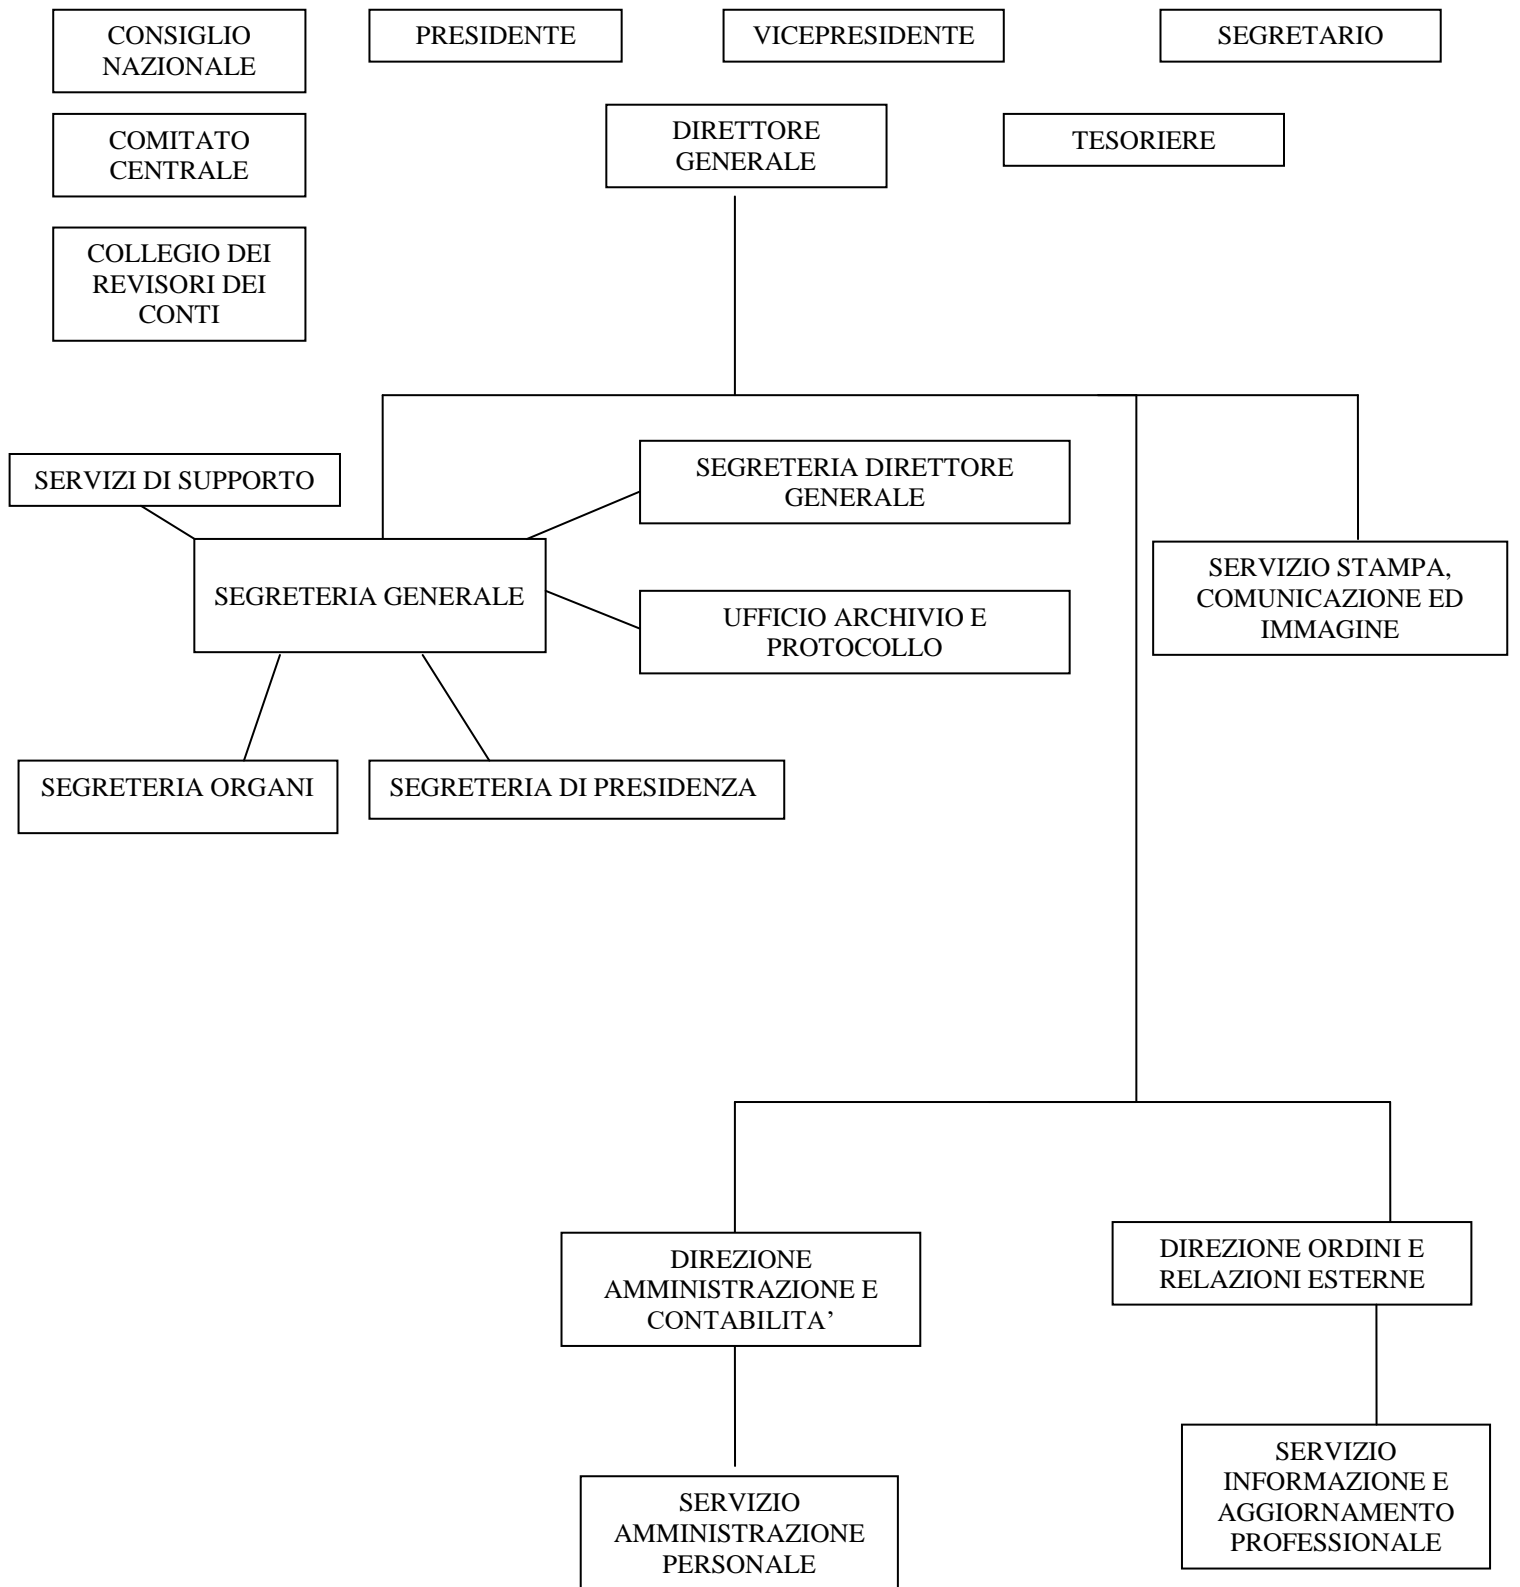 CONSIGLIO
NAZIONALE
PRESIDENTE
VICEPRESIDENTE
SEGRETARIO
COMITATO
CENTRALE
DIRETTORE
GENERALE
TESORIERE
COLLEGIO DEI
REVISORI DEI
CONTI
SERVIZI DI SUPPORTO
SEGRETERIA DIRETTORE
GENERALE
SEGRETERIA GENERALE
UFFICIO ARCHIVIO E
PROTOCOLLO
SERVIZIO STAMPA,
COMUNICAZIONE ED
IMMAGINE
SEGRETERIA ORGANI
SEGRETERIA DI PRESIDENZA
DIREZIONE
AMMINISTRAZIONE E
CONTABILITA’
DIREZIONE ORDINI E
RELAZIONI ESTERNE
SERVIZIO
AMMINISTRAZIONE
PERSONALE
SERVIZIO
INFORMAZIONE E
AGGIORNAMENTO
PROFESSIONALE